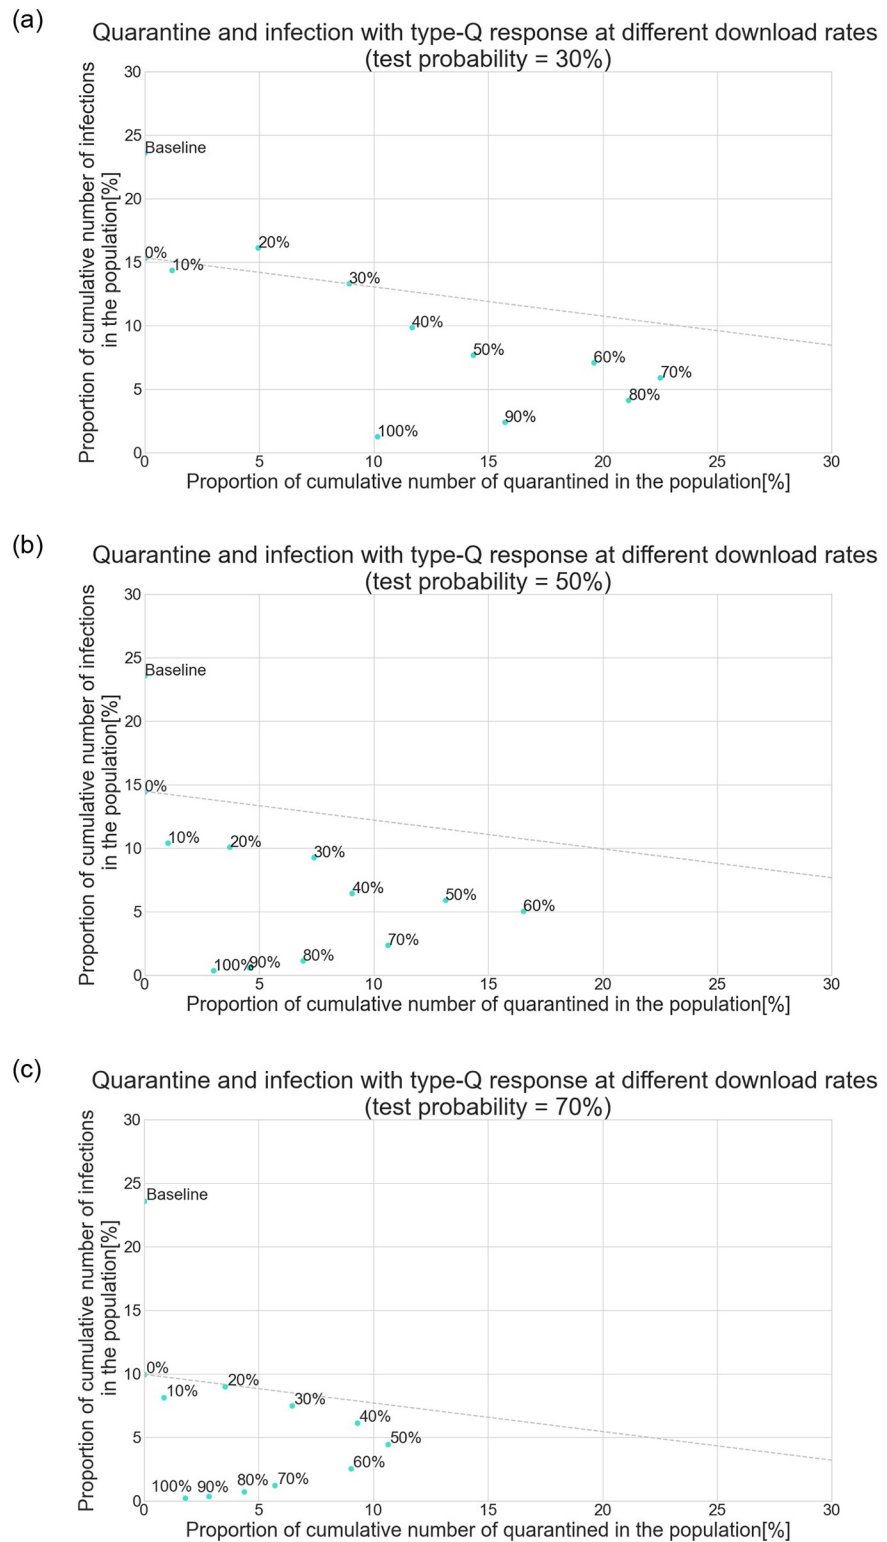 (a)
Quarantine and infection with type-Q response at different download rates
(test probability = 30%)
Proportion of cumulative number of infections
in the population[%]
30
25
Baseline
20
20%
15
0%
10%
30%
10
40%
50%
60%
70%
5
80%
90%
100%
0
0 5 10 15 20 25 30
Proportion of cumulative number of quarantined in the population[%]
(b)
Quarantine and infection with type-Q response at different download rates
(test probability = 50%)
Proportion of cumulative number of infections
in the population[%]
30
25
Baseline
20
15
0%
10
10%
20%
30%
40%
50%
60%
5
70%
80%
90%
100%
0
0 5 10 15 20 25 30
Proportion of cumulative number of quarantined in the population[%]
(c)
Quarantine and infection with type-Q response at different download rates
(test probability = 70%)
Proportion of cumulative number of infections
in the population[%]
30
25
Baseline
20
15
10
0%
20%
10%
30%
40%
5
50%
60%
100% 90% 80% 70%
0
0 5 10 15 20 25 30
Proportion of cumulative number of quarantined in the population[%]